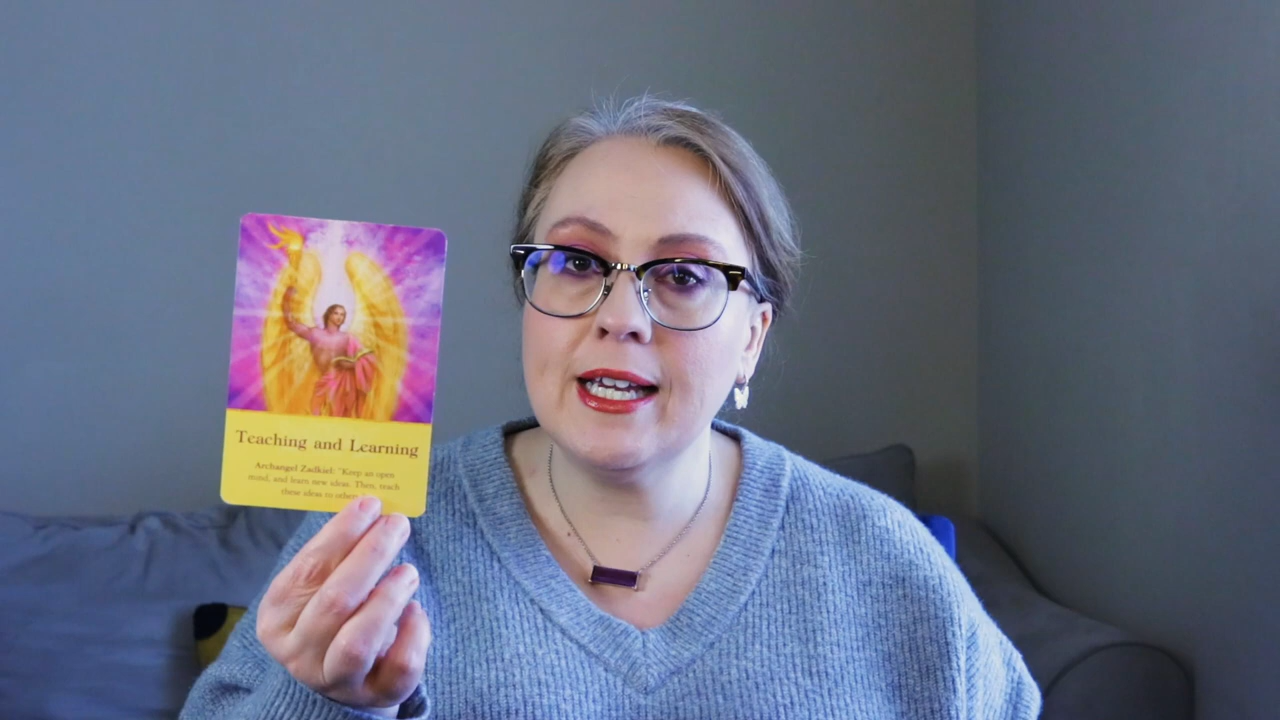 Teaching and Learning
Archangel Zadkiel: "Keep an open
mind, and learn new ideas. Then, teach
these ideas to others